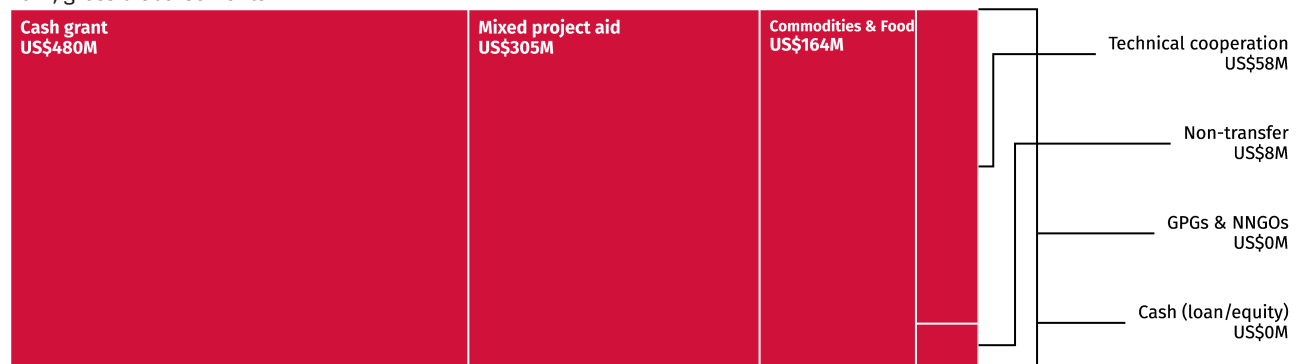 Cash grant
US$480M
Mixed project aid
US$305M
Commodities & Food
US$164M
Technical cooperation
US$58M
Non-transfer
US$8M
GPGs & NNGOs
US$0M
Cash (loan/equity)
US$0M